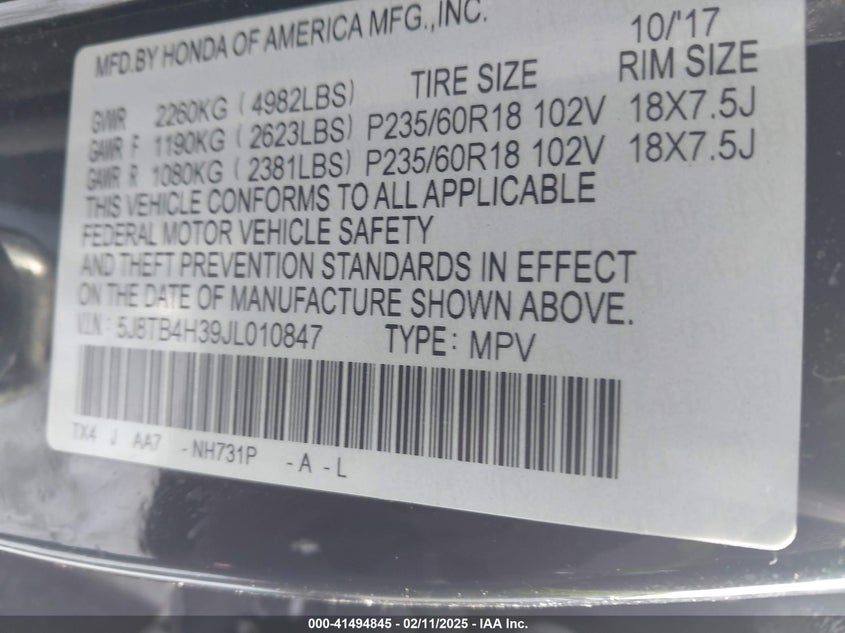 MFD.BY HONDA OF AMERICA MFG.,INC. 10/'17
TIRE SIZE RIM SIZE
GVWR 2260KG (4982LBS)
GAWR F 1190KG (2623LBS) P235/60R18 102V 18X7.5J
GAWR R 1080KG (2381LBS) P235/60R18 102V 18X7.5J
THIS VEHICLE CONFORMS TO ALL APPLICABLE
FEDERAL MOTOR VEHICLE SAFETY
AND THEFT PREVENTION STANDARDS IN EFFECT
ON THE DATE OF MANUFACTURE SHOWN ABOVE.
V.I.N: 5J8TB4H39JL010847 TYPE: MPV
TX4 J AA7 -NH731P -A -L
000-41494845 - 02/11/2025 - IAA Inc.